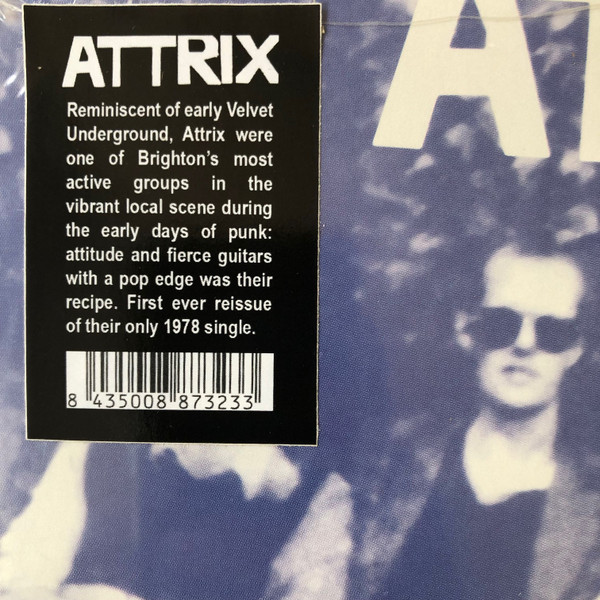 ATTRIX
Reminiscent of early Velvet
Underground, Attrix were
one of Brighton's most
active groups in the
vibrant local scene during
the early days of punk:
attitude and fierce guitars
with a pop edge was their
recipe. First ever reissue
of their only 1978 single.
8 435008 873233
A